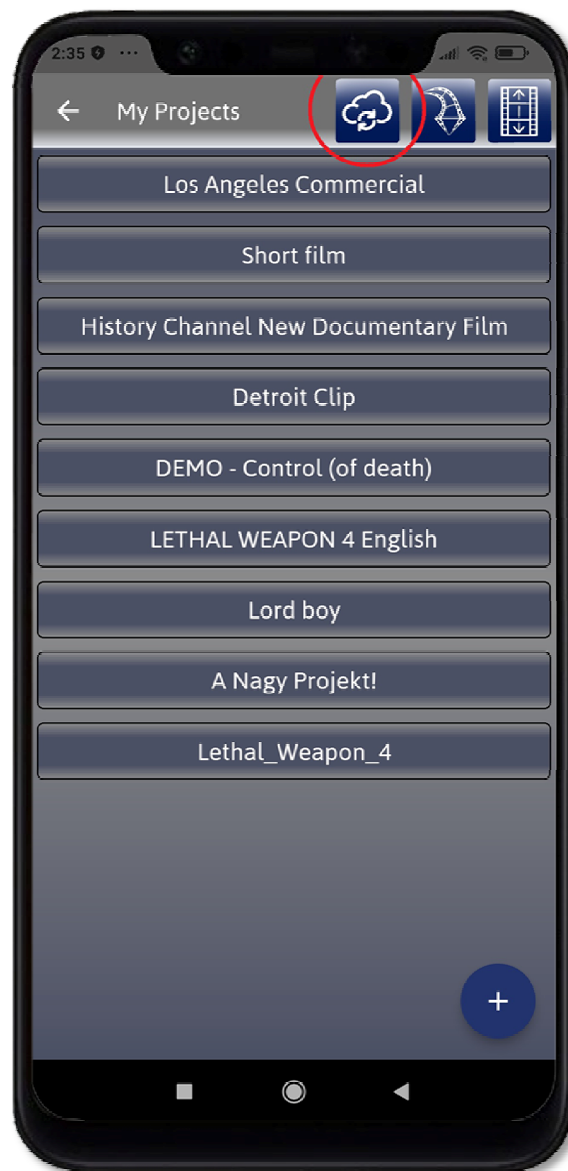 2:35
My Projects
Los Angeles Commercial
Short film
History Channel New Documentary Film
Detroit Clip
DEMO - Control (of death)
LETHAL WEAPON 4 English
Lord boy
A Nagy Projekt!
Lethal_Weapon_4